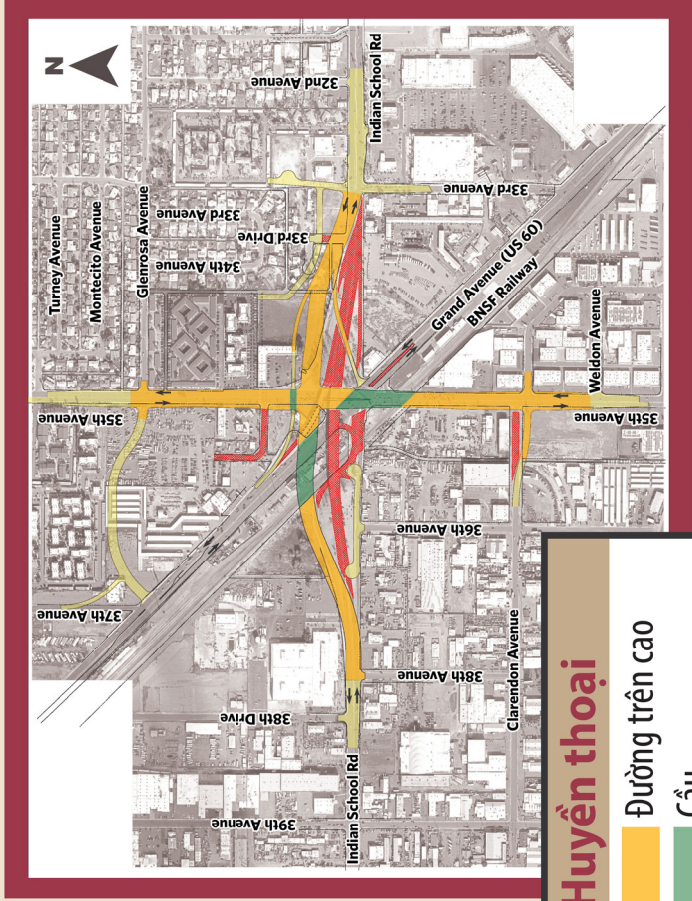 N
Turney Avenue
Montecito Avenue
Glenrosa Avenue
33rd Avenue
33rd Drive
34th Avenue
32nd Avenue
Indian School Rd
33rd Avenue
Grand Avenue (US 60)
BNSF Railway
Weldon Avenue
35th Avenue
35th Avenue
37th Avenue
36th Avenue
38th Avenue
38th Drive
39th Avenue
Indian School Rd
Clarendon Avenue
Huyền thoại
Đường trên cao
Cầu